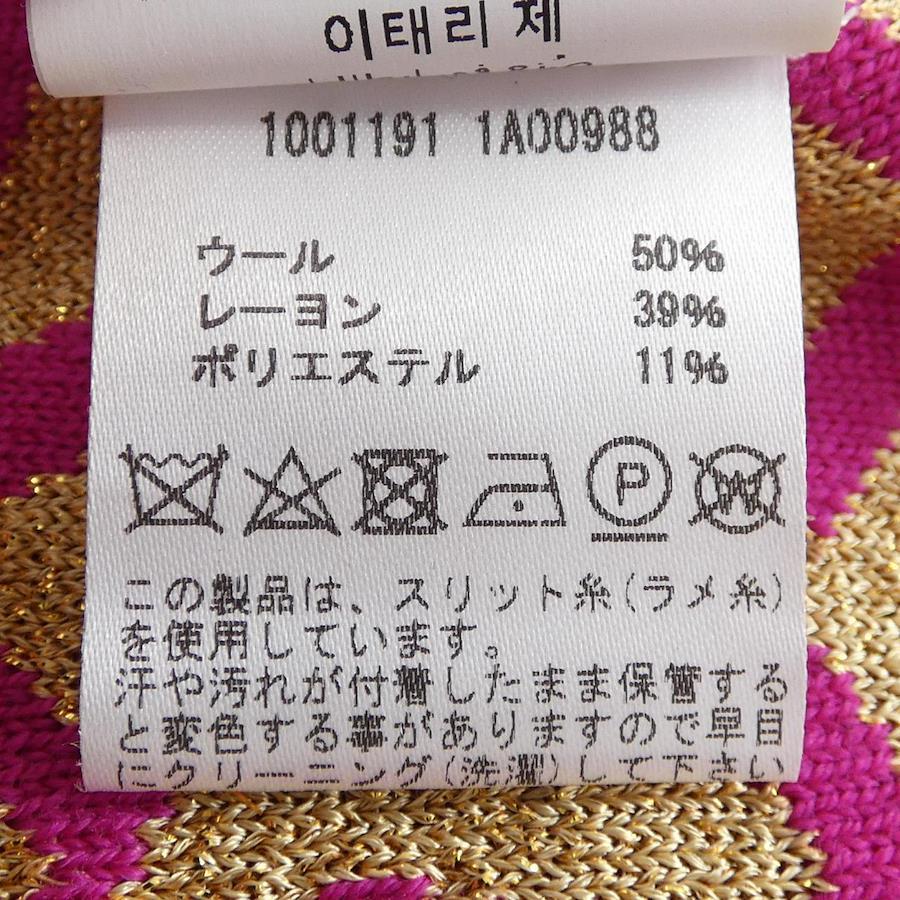 이태리 제
1001191 1A00988
ウール 50%
レーヨン 39%
ポリエステル 11%
P
W
この製品は、スリット糸(ラメ糸)
を使用しています。
汗や汚れが付着したまま保管する
と変色する事がありますので早目
にクリーニング(洗濯)して下さい